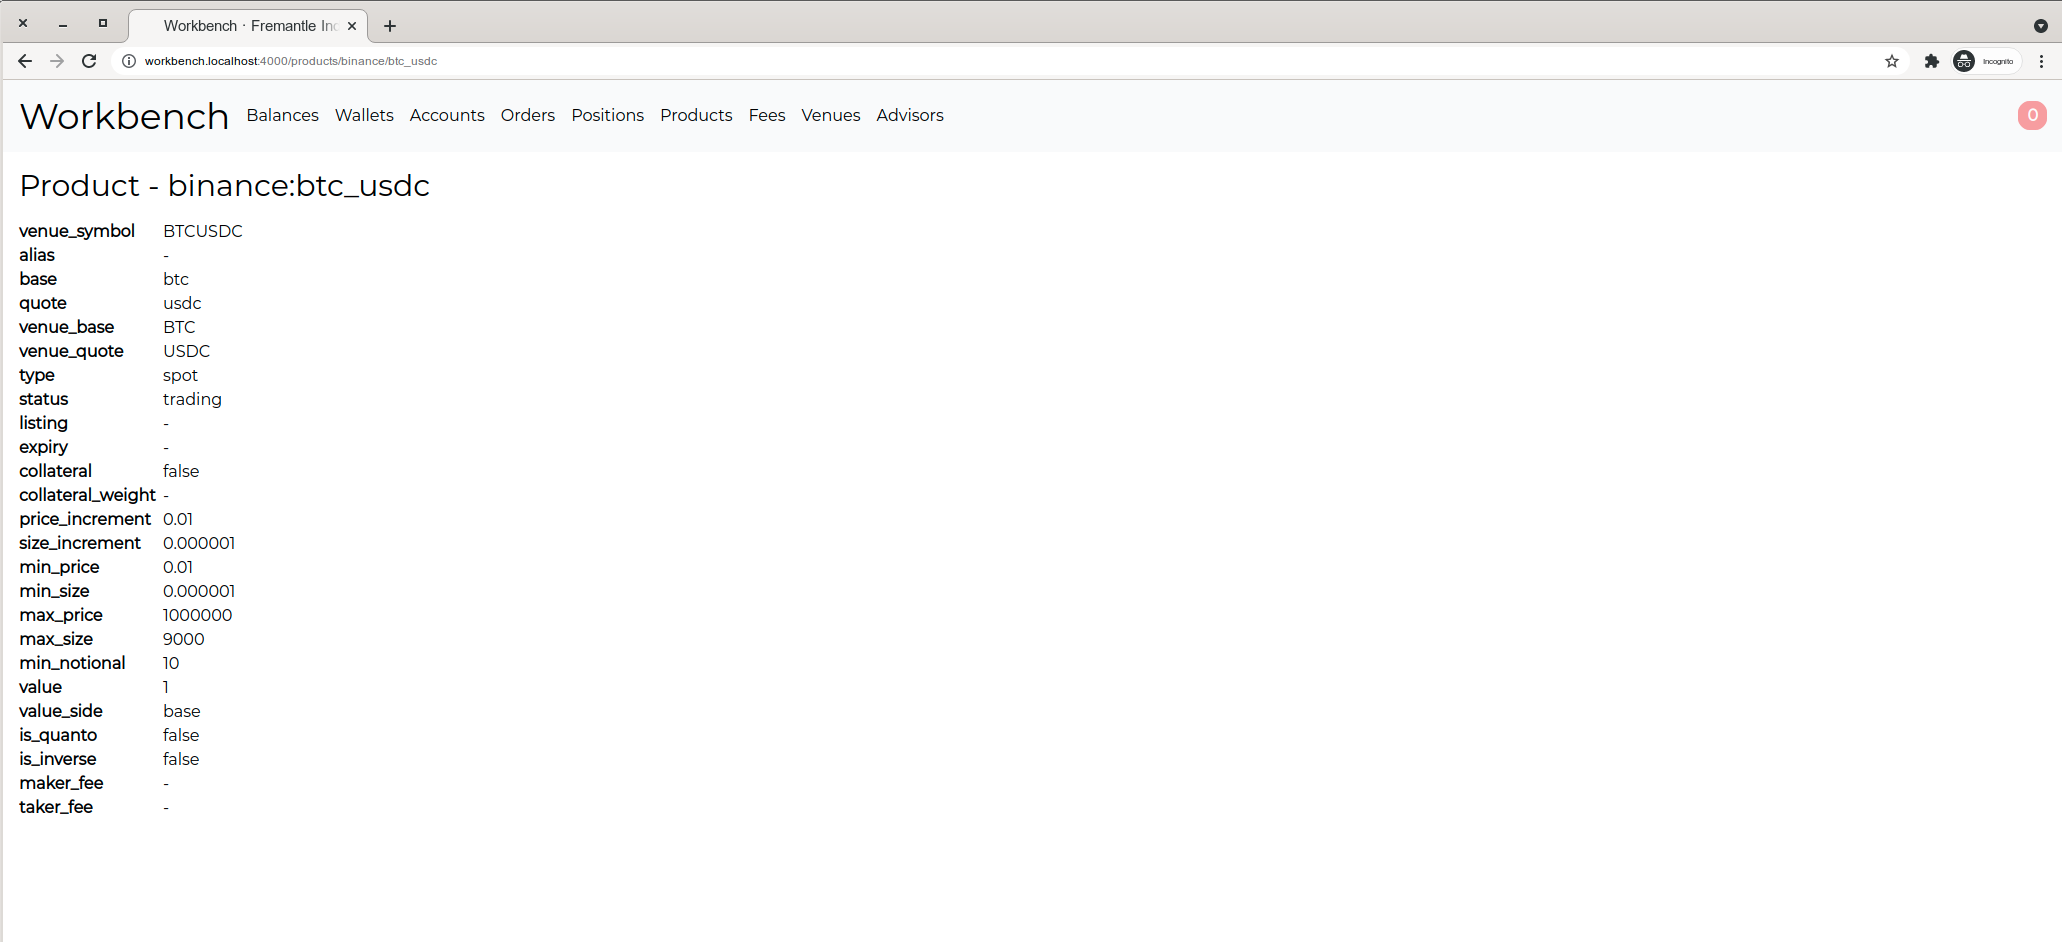 Workbench · Fremantle Inc
workbench.localhost:4000/products/binance/btc_usdc
Incognito
Workbench Balances Wallets Accounts Orders Positions Products Fees Venues Advisors 0
Product - binance:btc_usdc
venue_symbol BTCUSDC
alias -
base btc
quote usdc
venue_base BTC
venue_quote USDC
type spot
status trading
listing -
expiry -
collateral false
collateral_weight -
price_increment 0.01
size_increment 0.000001
min_price 0.01
min_size 0.000001
max_price 1000000
max_size 9000
min_notional 10
value 1
value_side base
is_quanto false
is_inverse false
maker_fee -
taker_fee -